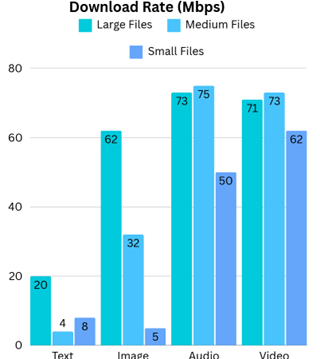 Download Rate (Mbps)
Large Files Medium Files
Small Files
80
60
40
20
0
20 4 8
62 32 5
73 75 50
71 73 62
Text Image Audio Video